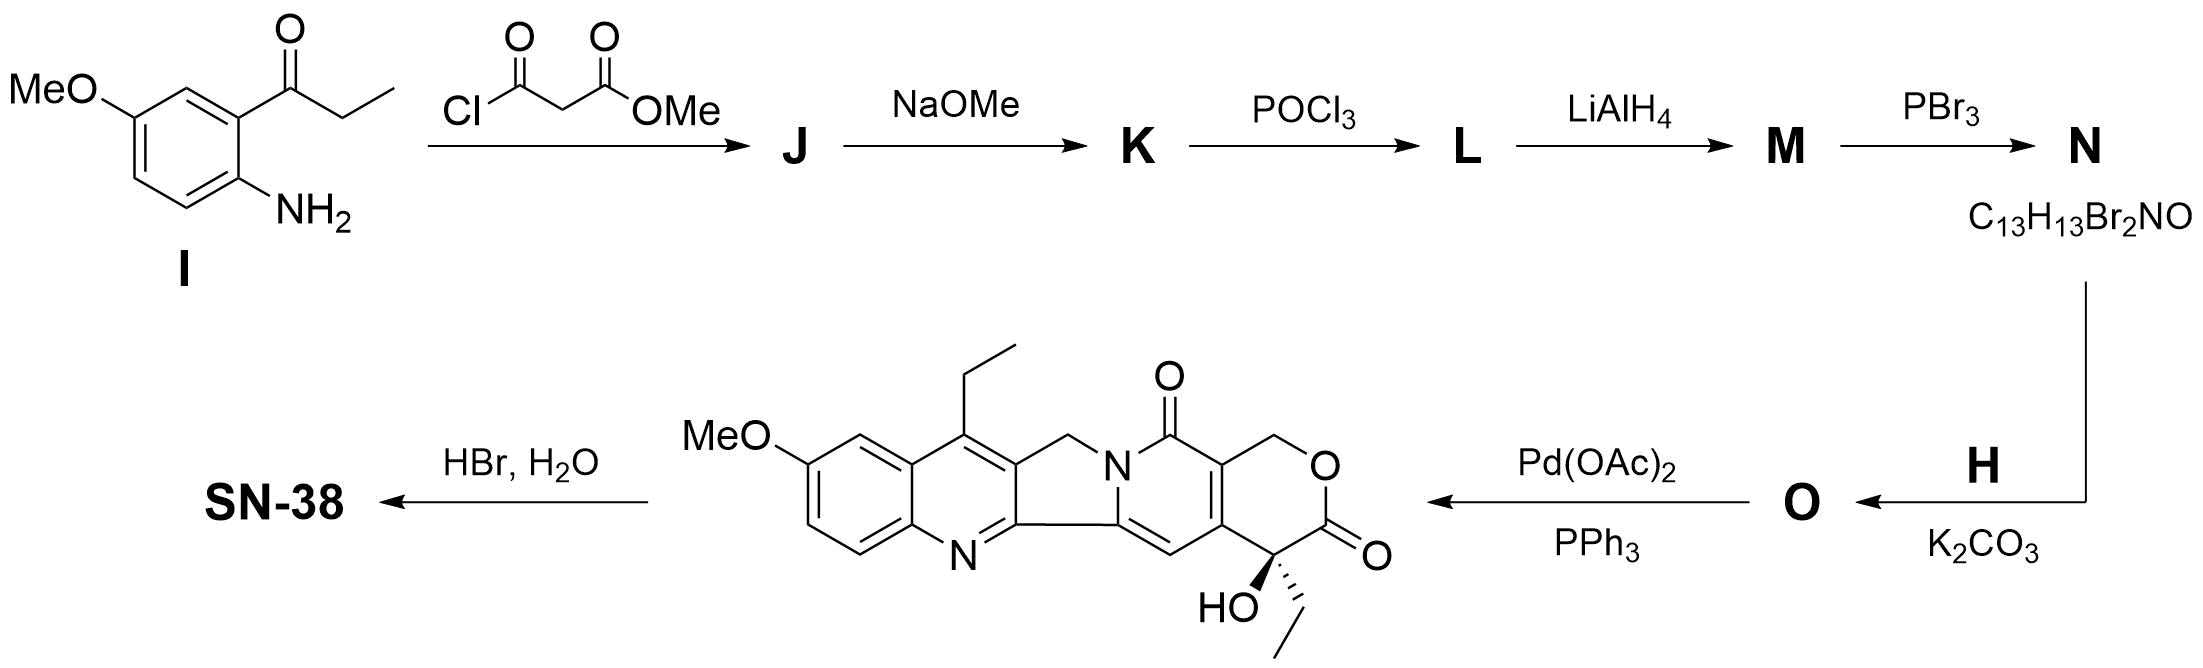 O
MeO
NH2
I
O O
Cl
OMe
J
NaOMe
K
POCl3
L
LiAlH4
M
PBr3
N
C13H13Br2NO
SN-38
HBr, H2O
MeO
N
N
O
O
O
HO
Pd(OAc)2
PPh3
O
H
K2CO3